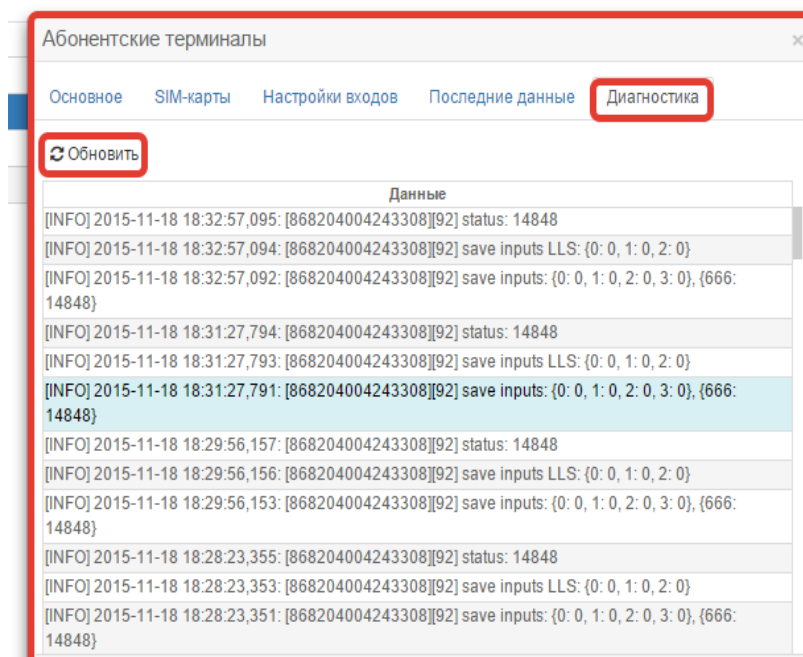 Абонентские терминалы ×
Основное SIM-карты Настройки входов Последние данные Диагностика
Обновить
Данные
[INFO] 2015-11-18 18:32:57,095: [868204004243308][92] status: 14848
[INFO] 2015-11-18 18:32:57,094: [868204004243308][92] save inputs LLS: {0: 0, 1: 0, 2: 0}
[INFO] 2015-11-18 18:32:57,092: [868204004243308][92] save inputs: {0: 0, 1: 0, 2: 0, 3: 0}, {666:
14848}
[INFO] 2015-11-18 18:31:27,794: [868204004243308][92] status: 14848
[INFO] 2015-11-18 18:31:27,793: [868204004243308][92] save inputs LLS: {0: 0, 1: 0, 2: 0}
[INFO] 2015-11-18 18:31:27,791: [868204004243308][92] save inputs: {0: 0, 1: 0, 2: 0, 3: 0}, {666:
14848}
[INFO] 2015-11-18 18:29:56,157: [868204004243308][92] status: 14848
[INFO] 2015-11-18 18:29:56,156: [868204004243308][92] save inputs LLS: {0: 0, 1: 0, 2: 0}
[INFO] 2015-11-18 18:29:56,153: [868204004243308][92] save inputs: {0: 0, 1: 0, 2: 0, 3: 0}, {666:
14848}
[INFO] 2015-11-18 18:28:23,355: [868204004243308][92] status: 14848
[INFO] 2015-11-18 18:28:23,353: [868204004243308][92] save inputs LLS: {0: 0, 1: 0, 2: 0}
[INFO] 2015-11-18 18:28:23,351: [868204004243308][92] save inputs: {0: 0, 1: 0, 2: 0, 3: 0}, {666:
14848}